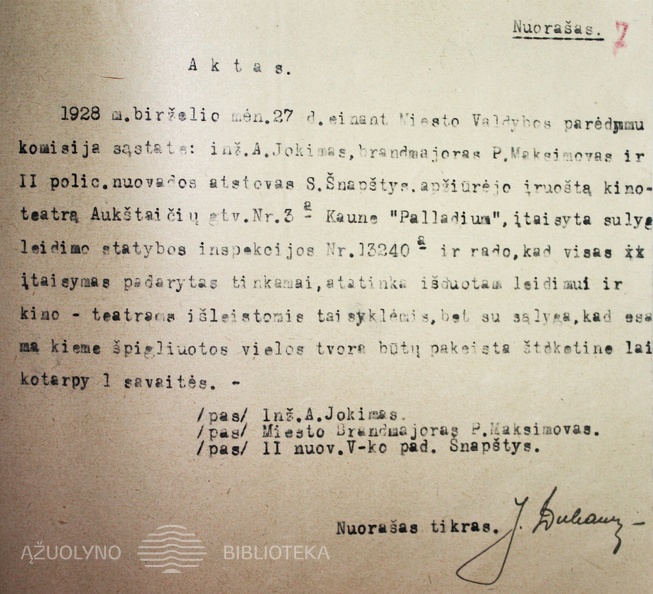 Nuorašas. 7
A k t a s.
1928 m.birželio mėn.27 d.einant Miesto Valdybos parėdymu
komisija sąstate: inž.A.Jokimas,brandmajoras P.Maksimovas ir
II polic.nuovados atstovas S.Šnapštys.apžiūrėjo įruoštą kino-
teatrą Aukštaičių gtv.Nr.3 a Kaune "Palladium",įtaisyta sulyg
leidimo statybos inspekcijos Nr.13240 a ir rado,kad visas xx
įtaisymas padarytas tinkamai,atatinka išduotam leidimui ir
kino - teatrams išleistomis taisyklėmis,bet su sąlyga,kad esa
ma kieme špigliuotos vielos tvora būtų pakeista štėketine lai
kotarpy 1 savaitės. -
/pas/ Inž.A.Jokimas.
/pas/ Miesto Brandmajoras P.Maksimovas.
/pas/ II nuov.V-ko pad. Šnapštys.
Nuorašas tikras. J.
ĄŽUOLYNO BIBLIOTEKA